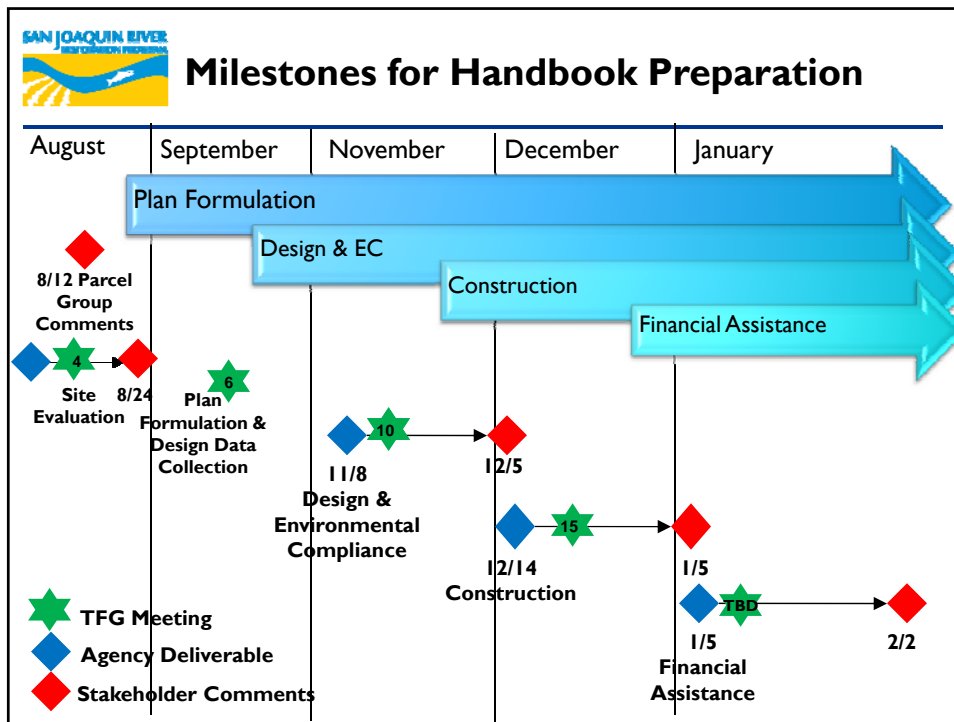 SAN JOAQUIN RIVER
RESTORATION PROGRAM
Milestones for Handbook Preparation
August
September
November
December
January
Plan Formulation
Design & EC
Construction
Financial Assistance
8/12 Parcel
Group
Comments
4
Site
Evaluation
8/24
6
Plan
Formulation &
Design Data
Collection
10
11/8
Design &
Environmental
Compliance
12/5
15
12/14
Construction
1/5
TBD
1/5
Financial
Assistance
2/2
TFG Meeting
Agency Deliverable
Stakeholder Comments